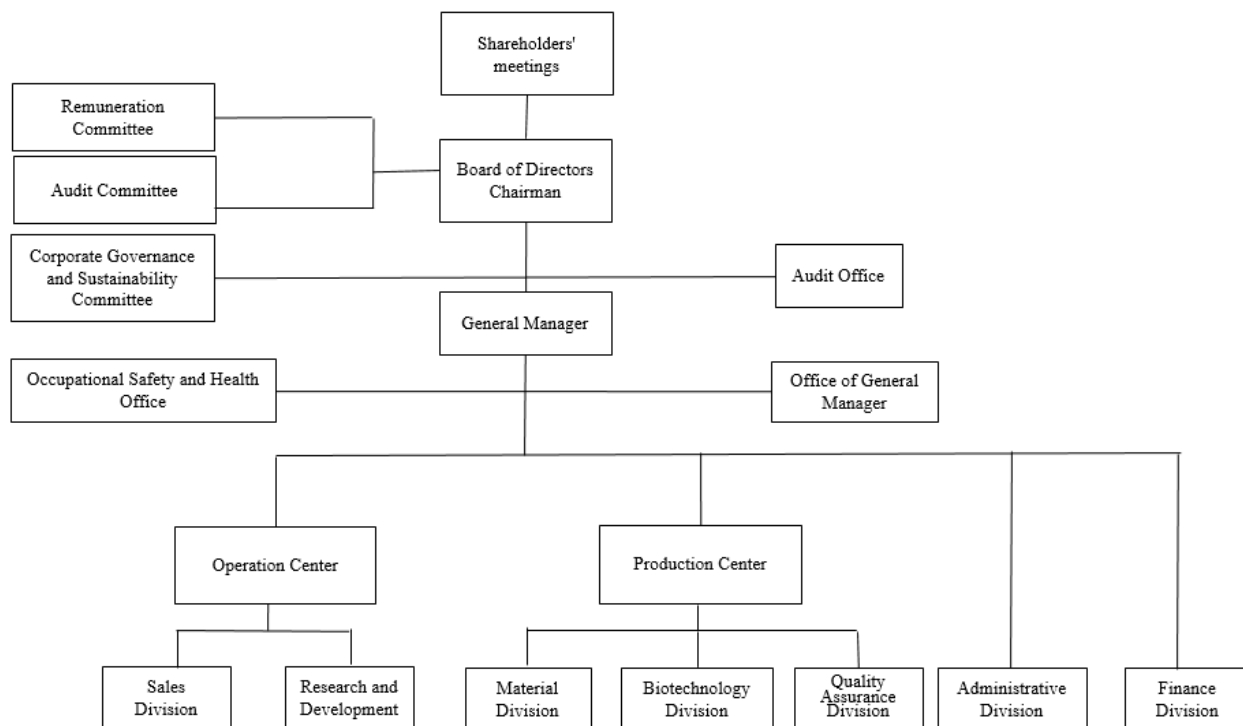 Shareholders'
meetings
Remuneration
Committee
Audit Committee
Board of Directors
Chairman
Corporate Governance
and Sustainability
Committee
Audit Office
General Manager
Occupational Safety and Health
Office
Office of General
Manager
Operation Center
Production Center
Sales
Division
Research and
Development
Material
Division
Biotechnology
Division
Quality
Assurance
Division
Administrative
Division
Finance
Division